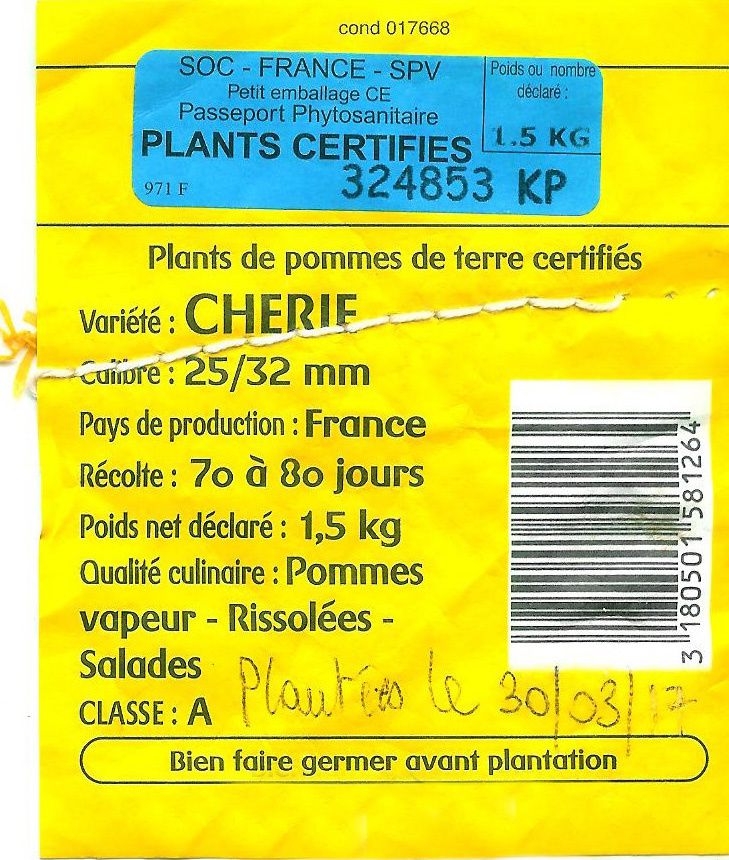 cond 017668
SOC - FRANCE - SPV
Petit emballage CE
Passeport Phytosanitaire
PLANTS CERTIFIES
971 F
324853 KP
Poids ou nombre
déclaré :
1.5 KG
Plants de pommes de terre certifiés
Variété : CHERIE
Calibre : 25/32 mm
Pays de production : France
Récolte : 70 à 80 jours
Poids net déclaré : 1,5 kg
Qualité culinaire : Pommes
vapeur - Rissolées -
Salades
CLASSE : A
Plantées le 30/03/17
Bien faire germer avant plantation
3 180501 581264